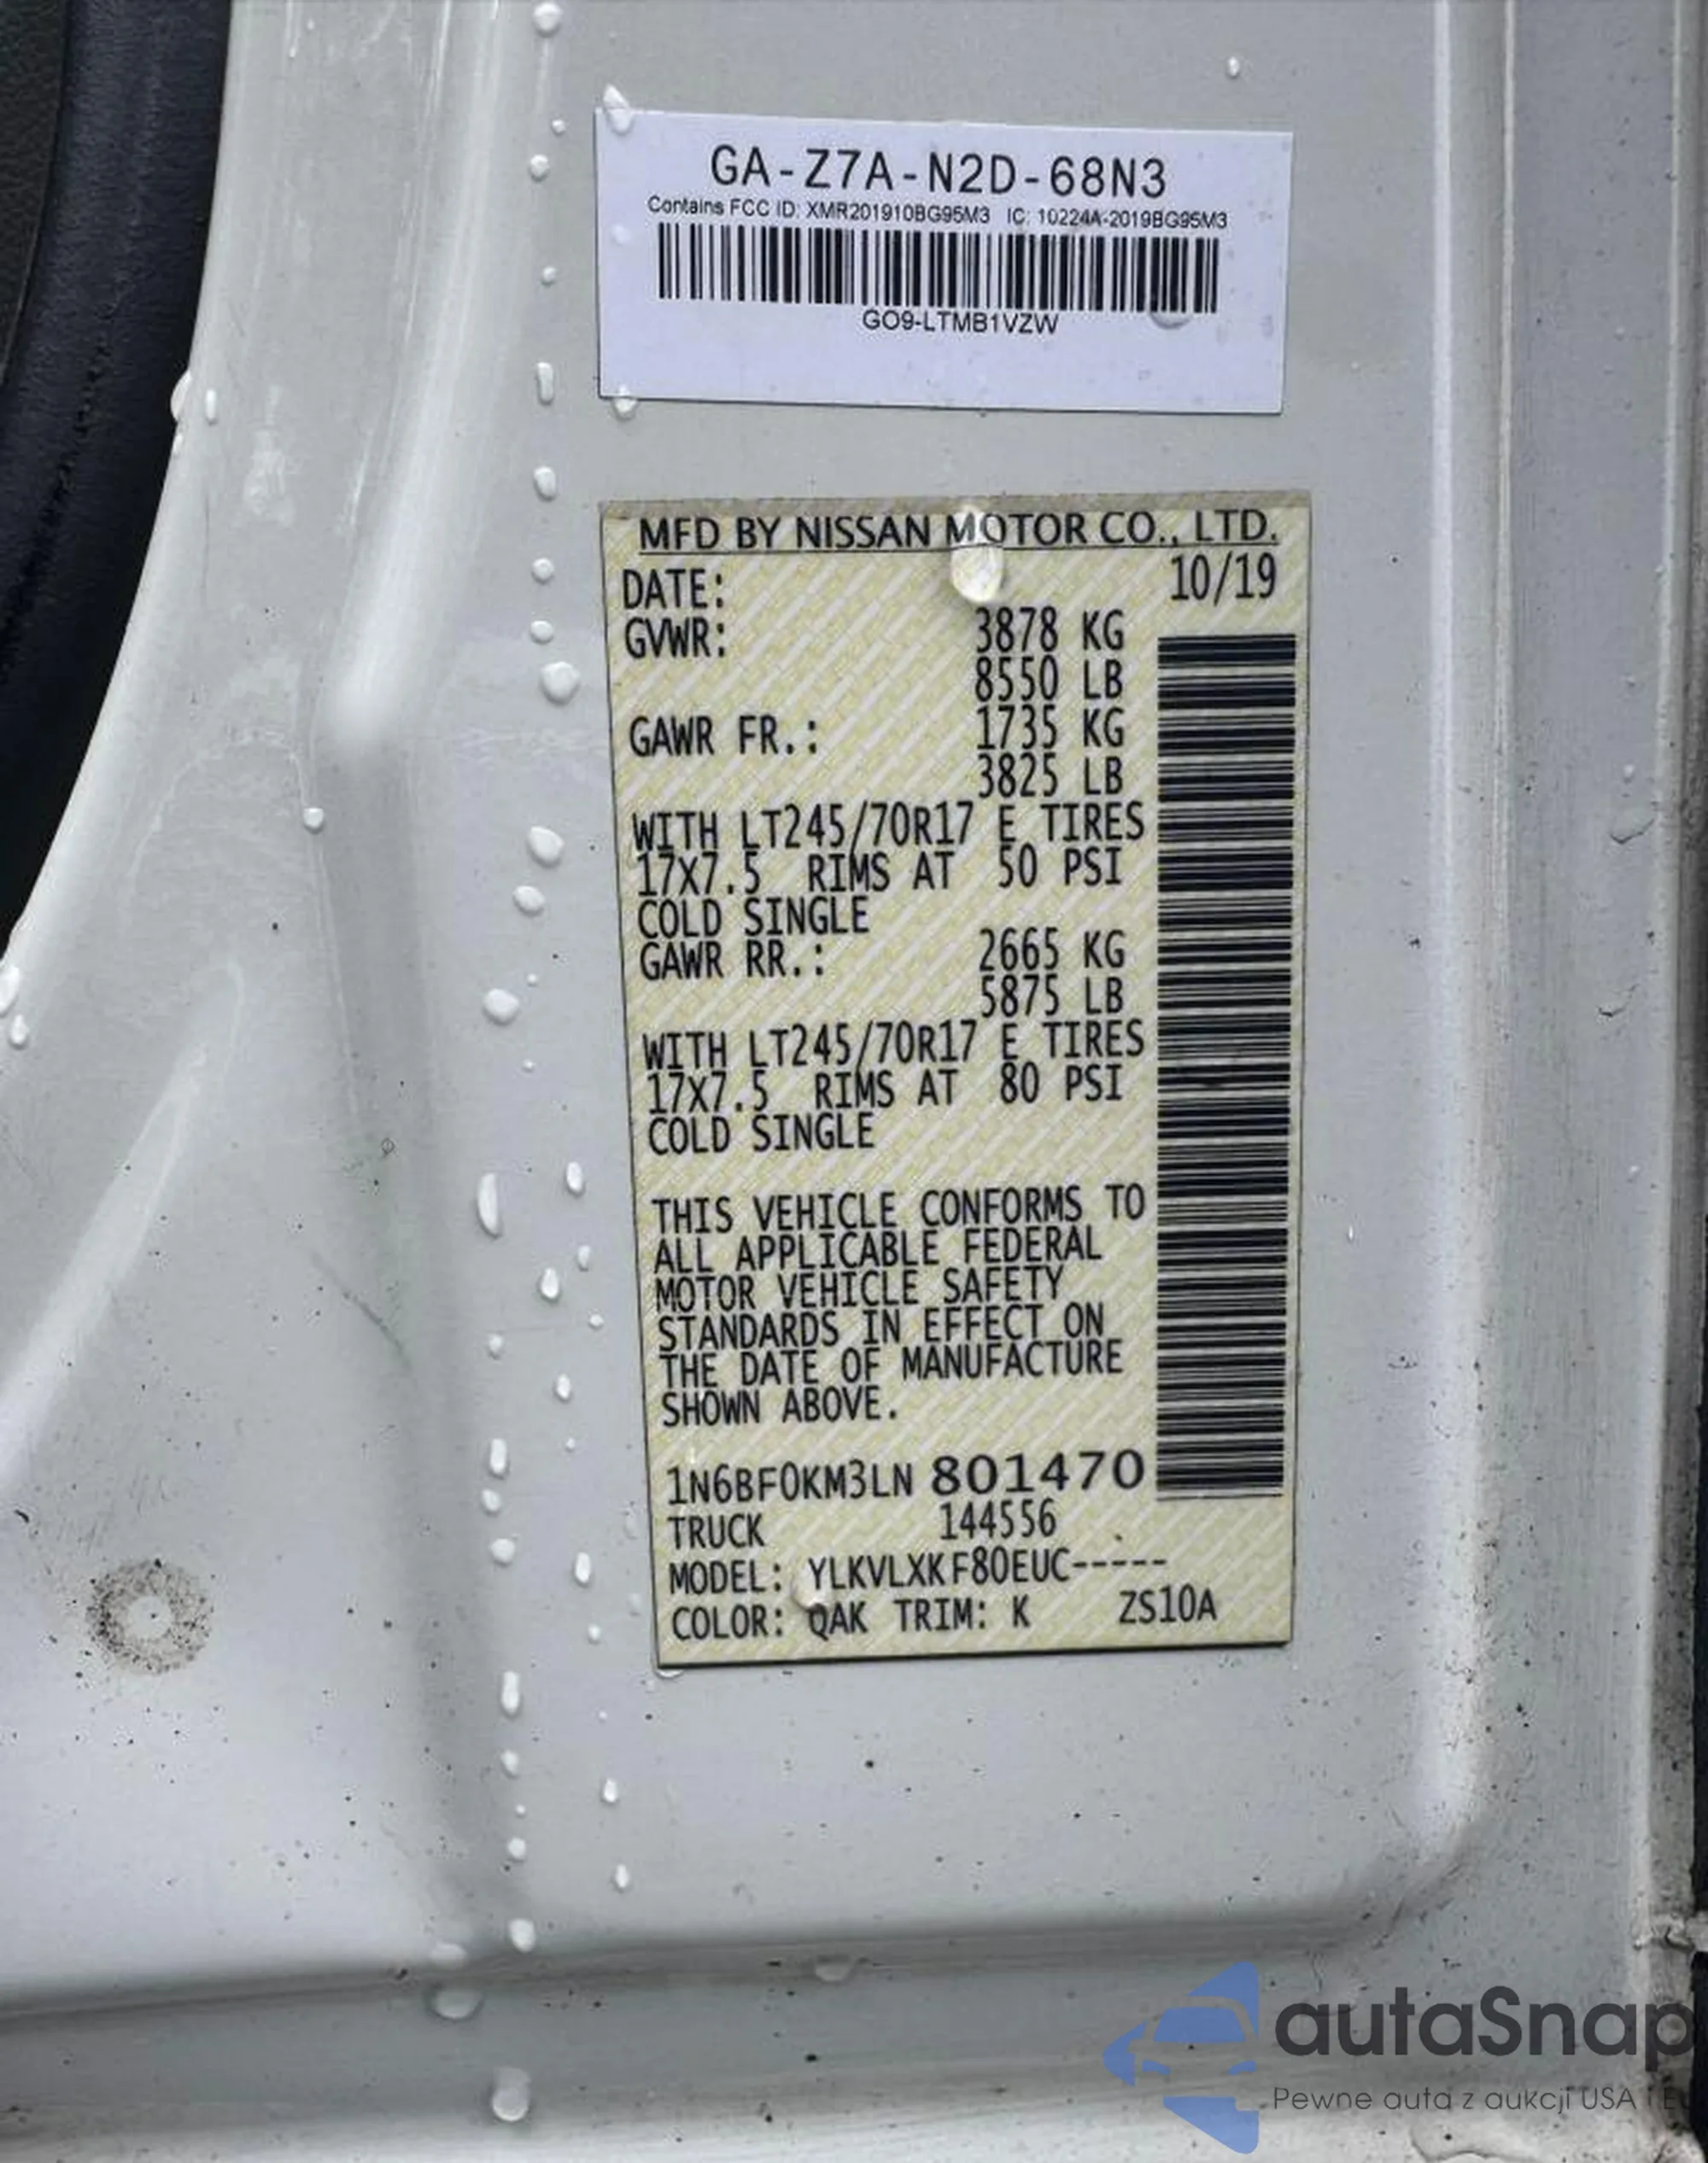 GA-Z7A-N2D-68N3
Contains FCC ID: XMR201910BG95M3 IC: 10224A-2019BG95M3
GO9-LTMB1VZW
MFD BY NISSAN MOTOR CO., LTD.
DATE: 10/19
GVWR: 3878 KG
8550 LB
GAWR FR.: 1735 KG
3825 LB
WITH LT245/70R17 E TIRES
17X7.5 RIMS AT 50 PSI
COLD SINGLE
GAWR RR.: 2665 KG
5875 LB
WITH LT245/70R17 E TIRES
17X7.5 RIMS AT 80 PSI
COLD SINGLE
THIS VEHICLE CONFORMS TO
ALL APPLICABLE FEDERAL
MOTOR VEHICLE SAFETY
STANDARDS IN EFFECT ON
THE DATE OF MANUFACTURE
SHOWN ABOVE.
1N6BF0KM3LN 801470
TRUCK 144556
MODEL: YLKVLXKF80EUC-----
COLOR: QAK TRIM: K ZS10A
autaSnap
Pewne auta z aukcji USA i